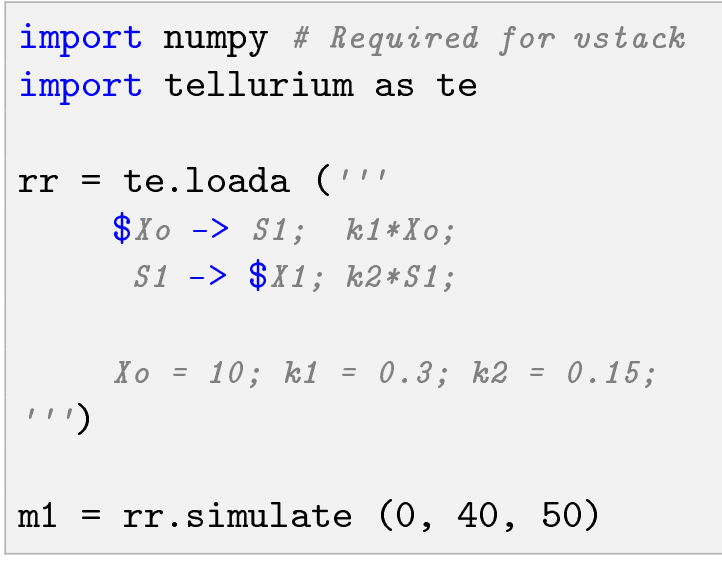 import numpy # Required for vstack
import tellurium as te
rr = te.loada ('''
$Xo -> S1; k1*Xo;
S1 -> $X1; k2*S1;
Xo = 10; k1 = 0.3; k2 = 0.15;
''')
m1 = rr.simulate (0, 40, 50)